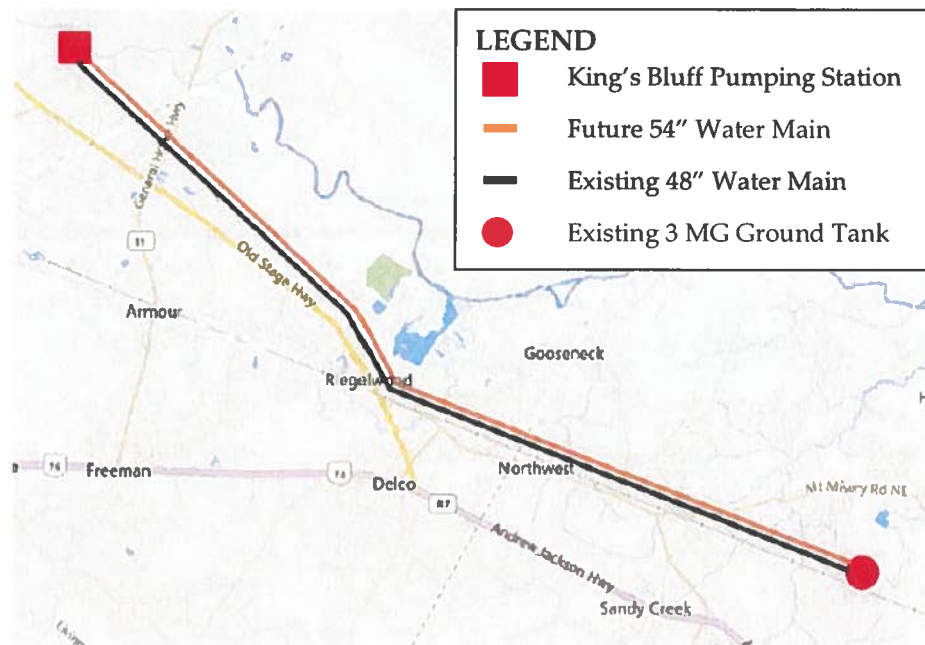 LEGEND
King's Bluff Pumping Station
Future 54" Water Main
Existing 48" Water Main
Existing 3 MG Ground Tank
General Howe Hwy
Old Stage Hwy
Armour
Gooseneck
Riegelwood
Freeman
Delco
Northwest
Mt Misery Rd NE
87
Andrew Jackson Hwy
Sandy Creek